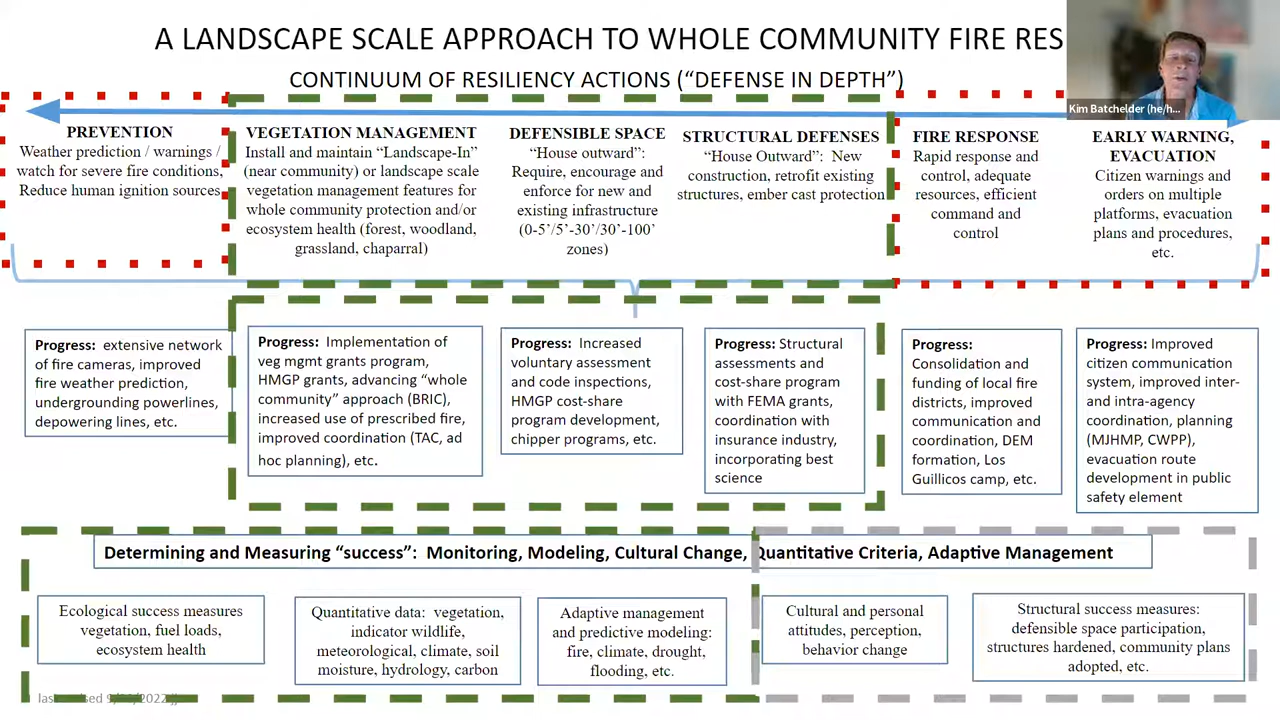 A LANDSCAPE SCALE APPROACH TO WHOLE COMMUNITY FIRE RES
CONTINUUM OF RESILIENCY ACTIONS (“DEFENSE IN DEPTH”)
Kim Batchelder (he/h...
PREVENTION
Weather prediction / warnings /
watch for severe fire conditions,
Reduce human ignition sources
VEGETATION MANAGEMENT
Install and maintain “Landscape-In”
(near community) or landscape scale
vegetation management features for
whole community protection and/or
ecosystem health (forest, woodland,
grassland, chaparral)
DEFENSIBLE SPACE
“House outward”:
Require, encourage and
enforce for new and
existing infrastructure
(0-5’/5’-30’/30’-100’
zones)
STRUCTURAL DEFENSES
“House Outward”: New
construction, retrofit existing
structures, ember cast protection
FIRE RESPONSE
Rapid response and
control, adequate
resources, efficient
command and
control
EARLY WARNING,
EVACUATION
Citizen warnings and
orders on multiple
platforms, evacuation
plans and procedures,
etc.
Progress: extensive network
of fire cameras, improved
fire weather prediction,
undergrounding powerlines,
depowering lines, etc.
Progress: Implementation of
veg mgmt grants program,
HMGP grants, advancing “whole
community” approach (BRIC),
increased use of prescribed fire,
improved coordination (TAC, ad
hoc planning), etc.
Progress: Increased
voluntary assessment
and code inspections,
HMGP cost-share
program development,
chipper programs, etc.
Progress: Structural
assessments and
cost-share program
with FEMA grants,
coordination with
insurance industry,
incorporating best
science
Progress:
Consolidation and
funding of local fire
districts, improved
communication and
coordination, DEM
formation, Los
Guillicos camp, etc.
Progress: Improved
citizen communication
system, improved inter-
and intra-agency
coordination, planning
(MJHMP, CWPP),
evacuation route
development in public
safety element
Determining and Measuring “success”: Monitoring, Modeling, Cultural Change, Quantitative Criteria, Adaptive Management
Ecological success measures
vegetation, fuel loads,
ecosystem health
Quantitative data: vegetation,
indicator wildlife,
meteorological, climate, soil
moisture, hydrology, carbon
Adaptive management
and predictive modeling:
fire, climate, drought,
flooding, etc.
Cultural and personal
attitudes, perception,
behavior change
Structural success measures:
defensible space participation,
structures hardened, community plans
adopted, etc.